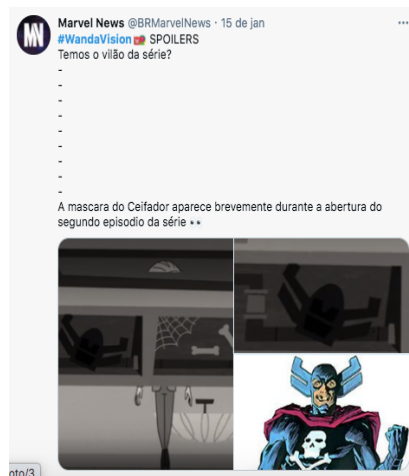 MN
Marvel News @BRMarvelNews · 15 de jan
#WandaVision SPOILERS
Temos o vilão da série?
-
-
-
-
-
-
-
-
-
A mascara do Ceifador aparece brevemente durante a abertura do
segundo episodio da série 👀
oto/3